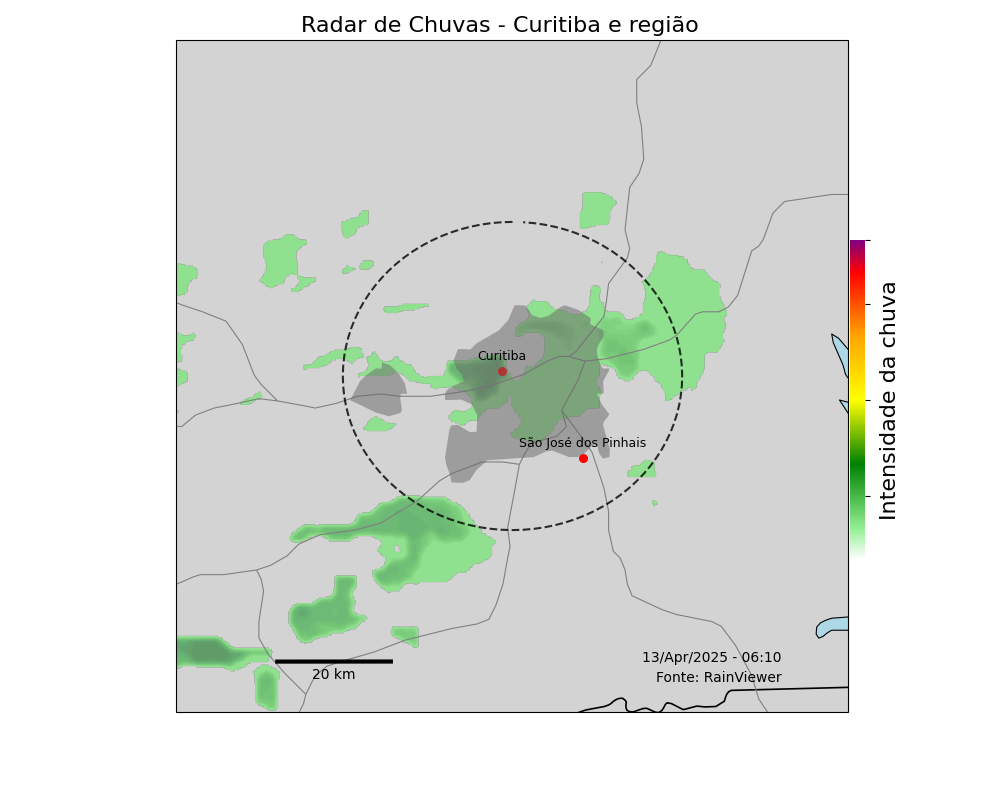 Radar de Chuvas - Curitiba e região
Curitiba
São José dos Pinhais
Intensidade da chuva
20 km
13/Apr/2025 - 06:10
Fonte: RainViewer